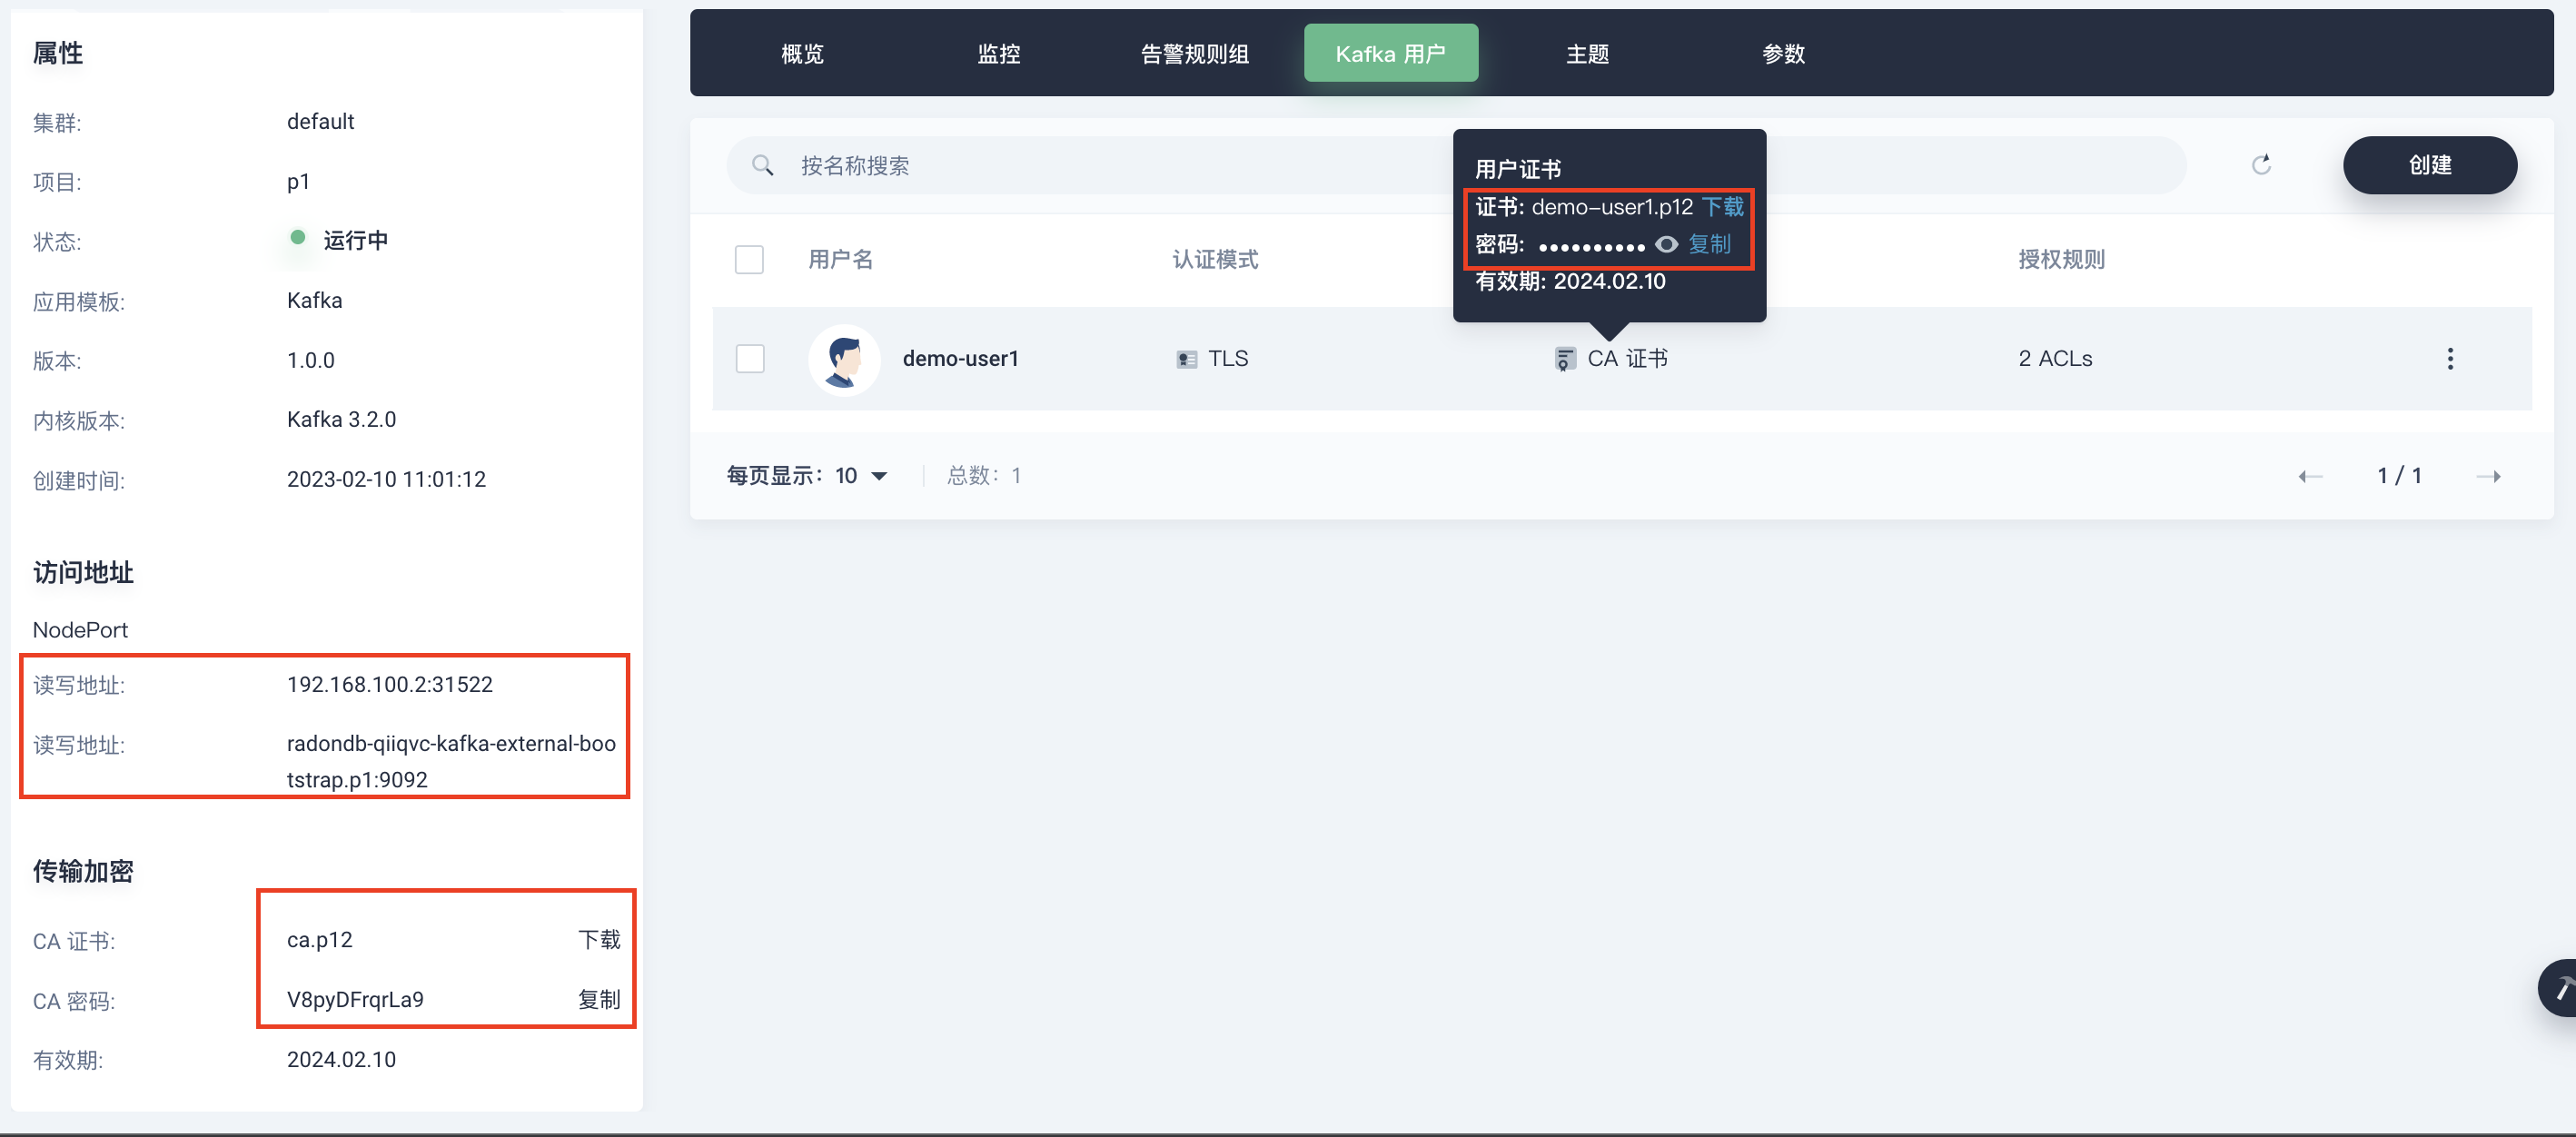 属性
集群: default
项目: p1
状态: 运行中
应用模板: Kafka
版本: 1.0.0
内核版本: Kafka 3.2.0
创建时间: 2023-02-10 11:01:12
访问地址
NodePort
读写地址: 192.168.100.2:31522
读写地址: radondb-qiiqvc-kafka-external-boo
tstrap.p1:9092
传输加密
CA 证书: ca.p12 下载
CA 密码: V8pyDFrqrLa9 复制
有效期: 2024.02.10
概览 监控 告警规则组 Kafka 用户 主题 参数
按名称搜索 创建
用户证书
证书: demo-user1.p12 下载
密码: •••••••••• 复制
有效期: 2024.02.10
用户名 认证模式 授权规则
demo-user1 TLS CA 证书 2 ACLs
每页显示: 10 总数: 1 1 / 1